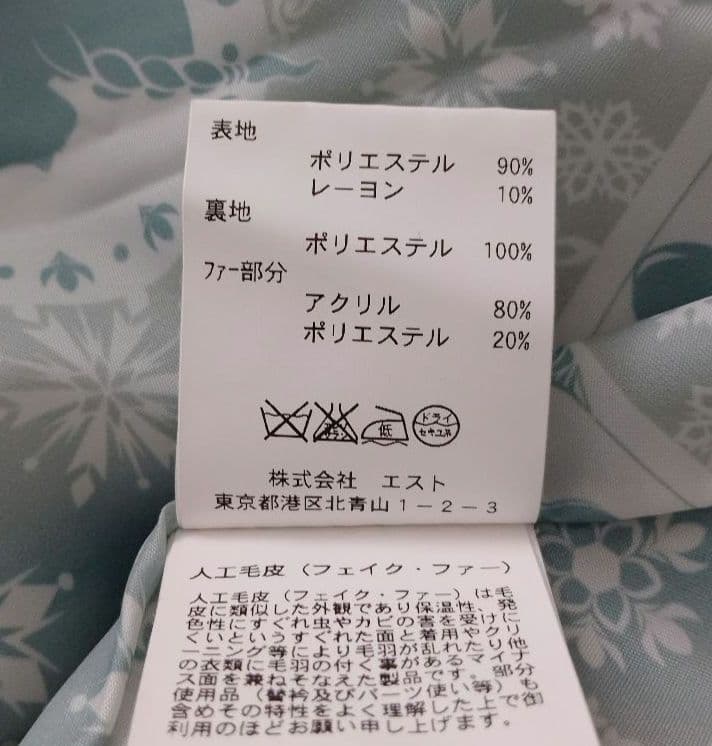 表地
ポリエステル 90%
レーヨン 10%
裏地
ポリエステル 100%
ファー部分
アクリル 80%
ポリエステル 20%
低 ドライ
セキユ系
株式会社 エスト
東京都港区北青山1-2-3
人工毛皮(フェイク・ファー)
人工毛皮(フェイク・ファー)は毛
皮に類似した外観であり保温性、発
色性にすぐれ虫やカビの害を受けに
くいというすぐれた面と着用やクリ
ーニング等により毛羽が乱れたり他
の衣類に毛羽の付く事があるマイナ
ス面を兼ねそなえた製品です。部分
使用品(替衿及びパーツ使い等)も
含めその特性をよく理解した上で御
利用のほどお願い申し上げます。